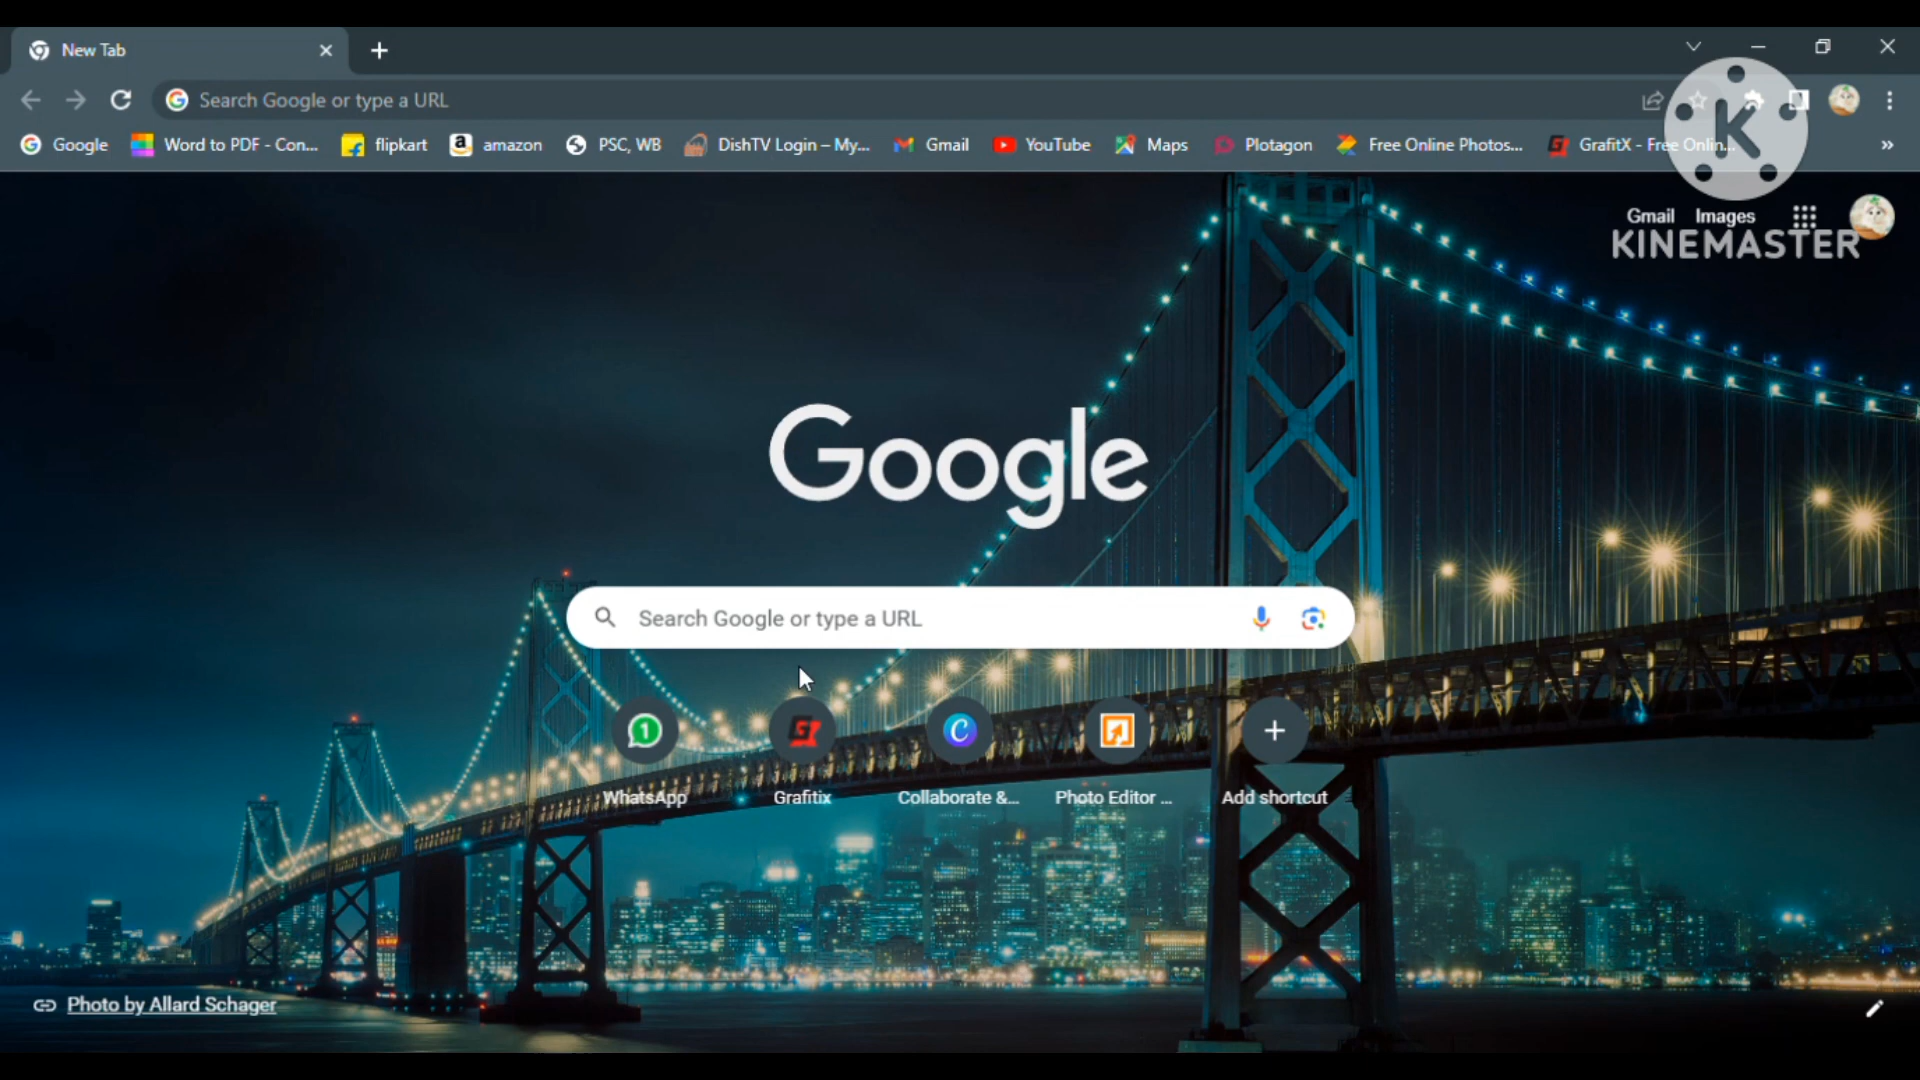 New Tab
Search Google or type a URL
Google Word to PDF - Con... flipkart amazon PSC, WB DishTV Login – My... Gmail YouTube Maps Plotagon Free Online Photos... GrafitX - Free Onlin... »
K
Gmail Images
KINEMASTER
Google
Search Google or type a URL
WhatsApp Grafitix Collaborate &... Photo Editor ... Add shortcut
Photo by Allard Schager